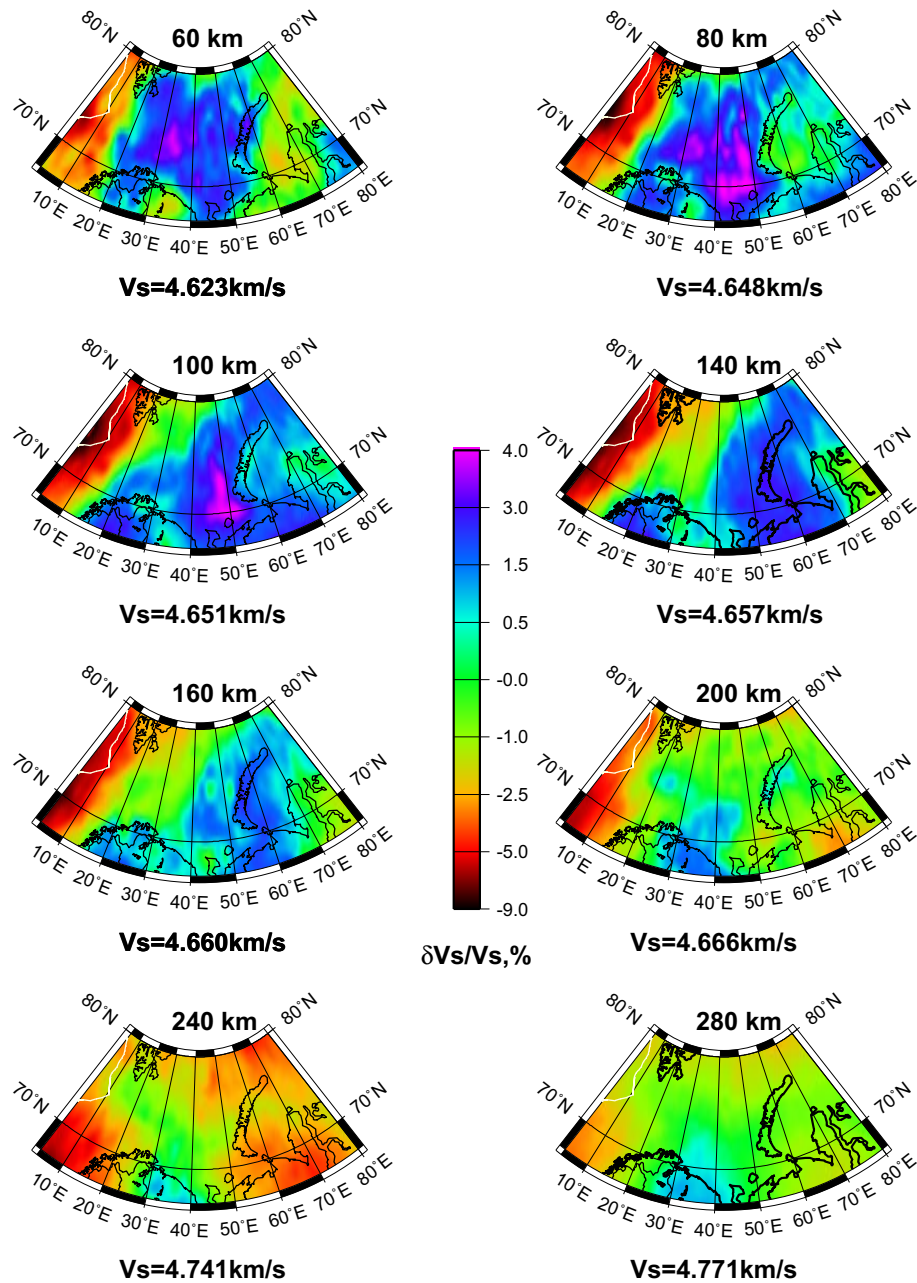 60 km
80°N
80°N
70°N
70°N
10°E
20°E
30°E
40°E
50°E
60°E
70°E
80°E
Vs=4.623km/s
80 km
80°N
80°N
70°N
70°N
10°E
20°E
30°E
40°E
50°E
60°E
70°E
80°E
Vs=4.648km/s
100 km
80°N
80°N
70°N
70°N
10°E
20°E
30°E
40°E
50°E
60°E
70°E
80°E
Vs=4.651km/s
140 km
80°N
80°N
70°N
70°N
10°E
20°E
30°E
40°E
50°E
60°E
70°E
80°E
Vs=4.657km/s
4.0
3.0
1.5
0.5
-0.0
-1.0
-2.5
-5.0
-9.0
δVs/Vs,%
160 km
80°N
80°N
70°N
70°N
10°E
20°E
30°E
40°E
50°E
60°E
70°E
80°E
Vs=4.660km/s
200 km
80°N
80°N
70°N
70°N
10°E
20°E
30°E
40°E
50°E
60°E
70°E
80°E
Vs=4.666km/s
240 km
80°N
80°N
70°N
70°N
10°E
20°E
30°E
40°E
50°E
60°E
70°E
80°E
Vs=4.741km/s
280 km
80°N
80°N
70°N
70°N
10°E
20°E
30°E
40°E
50°E
60°E
70°E
80°E
Vs=4.771km/s